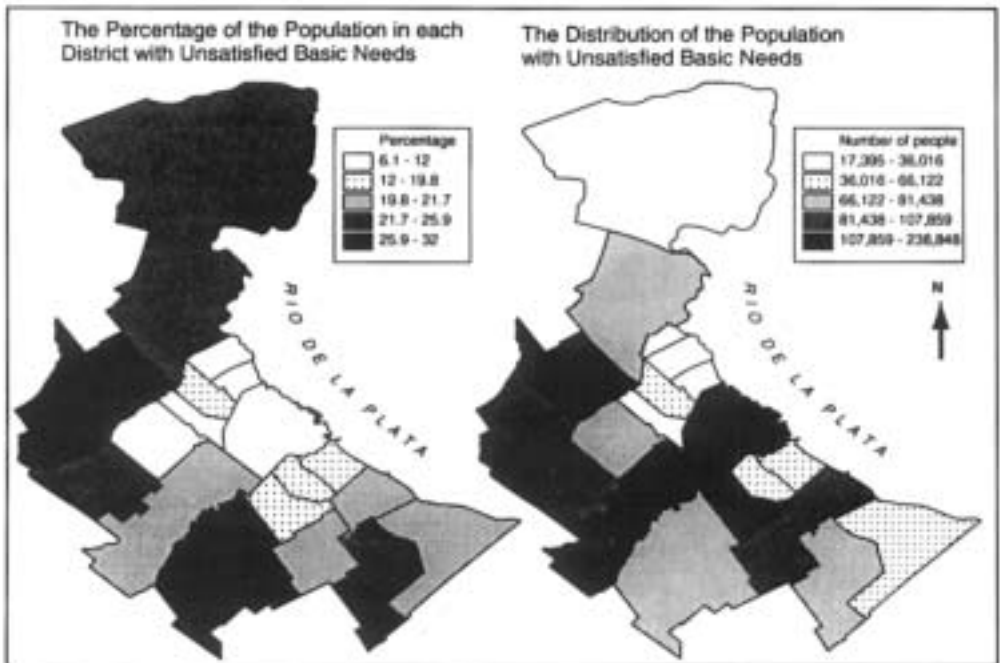 The Percentage of the Population in each
District with Unsatisfied Basic Needs
Percentage
6.1 - 12
12 - 19.8
19.8 - 21.7
21.7 - 25.9
25.9 - 32
RIO DE LA PLATA
The Distribution of the Population
with Unsatisfied Basic Needs
Number of people
17,395 - 36,016
36,016 - 66,122
66,122 - 81,438
81,438 - 107,859
107,859 - 236,848
N
RIO DE LA PLATA